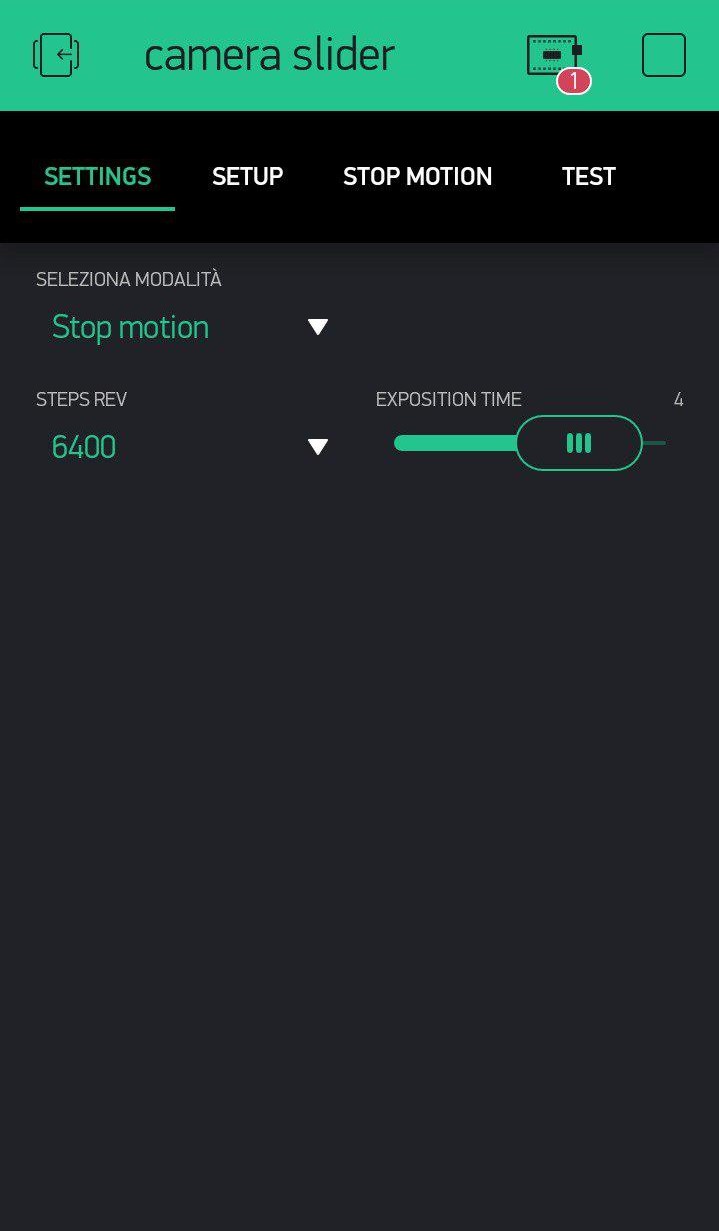 camera slider
1
SETTINGS SETUP STOP MOTION TEST
SELEZIONA MODALITÀ
Stop motion
STEPS REV EXPOSITION TIME 4
6400